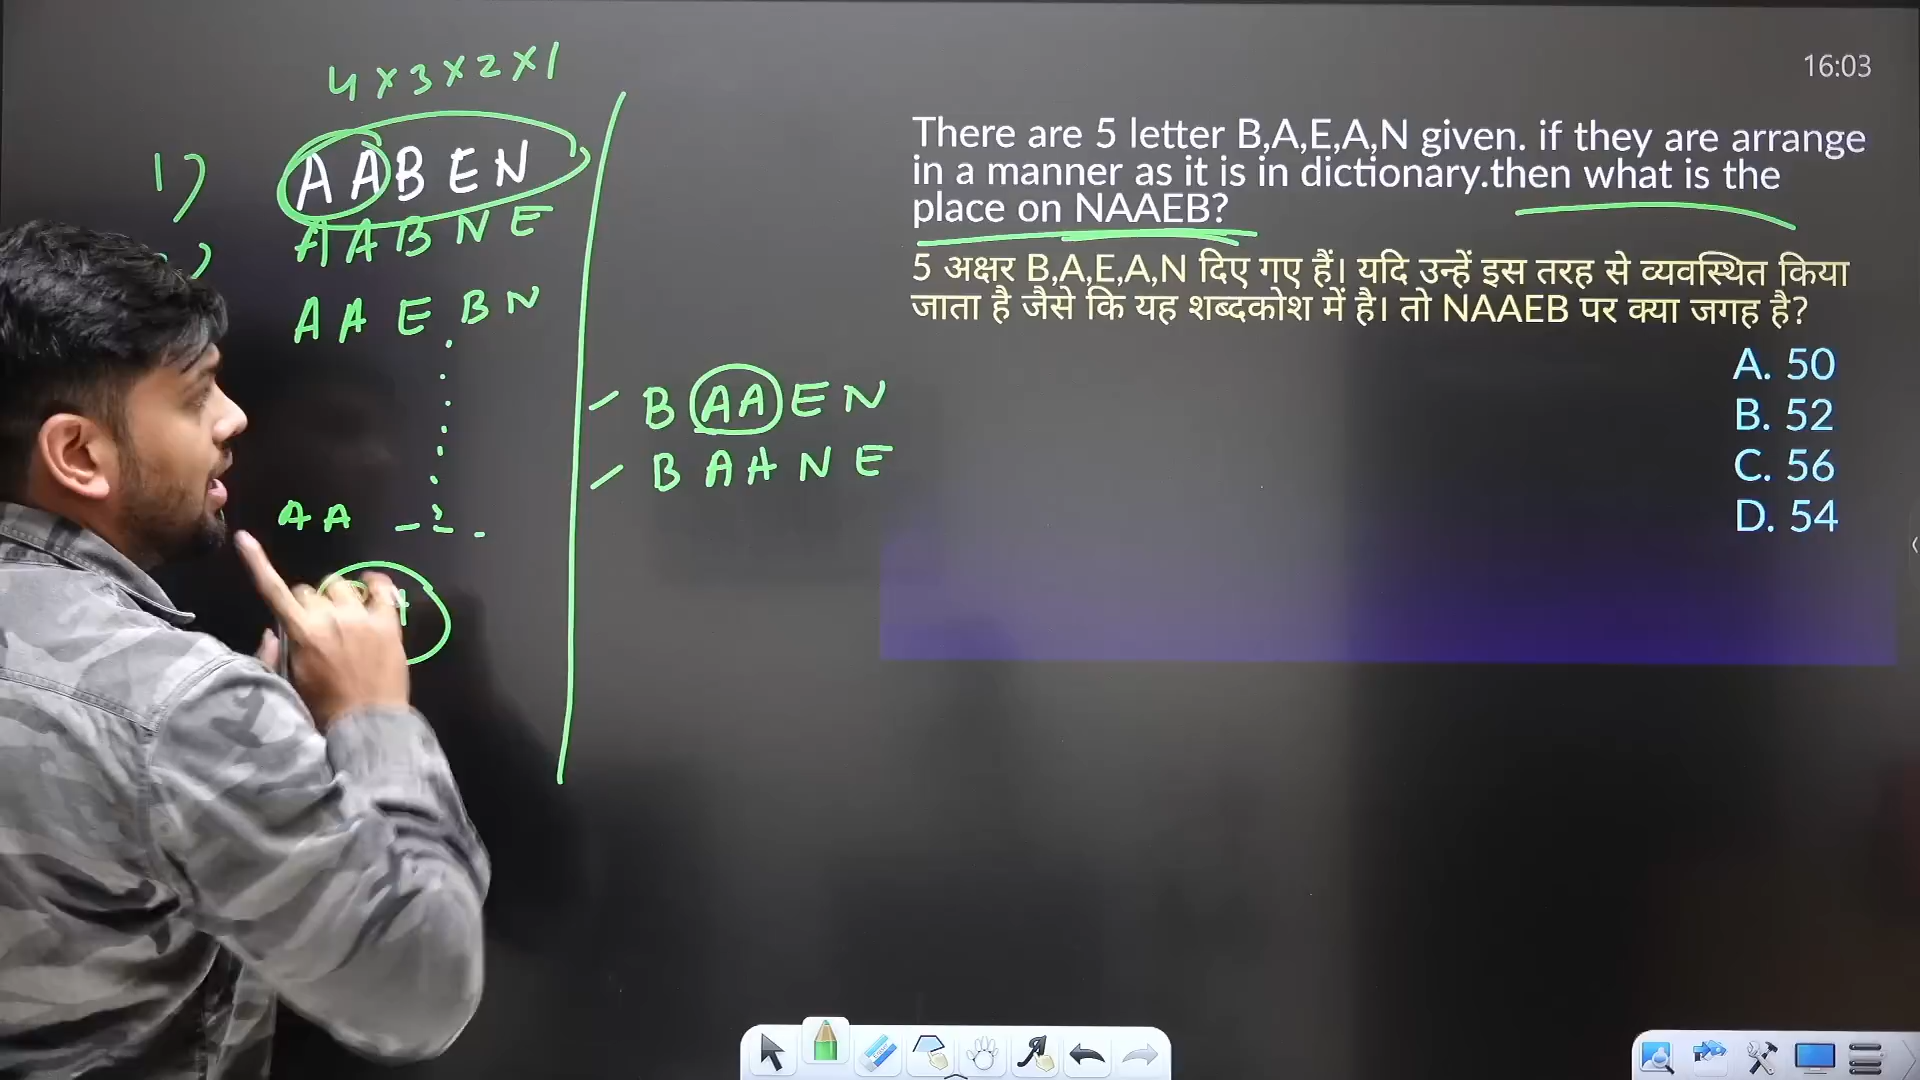 16:03
4×3×2×1
1) AABEN
AABNE
AAEBN
AA _ _ _
BAAEN
BAANE
There are 5 letter B,A,E,A,N given. if they are arrange
in a manner as it is in dictionary.then what is the
place on NAAEB?
5 अक्षर B,A,E,A,N दिए गए हैं। यदि उन्हें इस तरह से व्यवस्थित किया
जाता है जैसे कि यह शब्दकोश में है। तो NAAEB पर क्या जगह है?
A. 50
B. 52
C. 56
D. 54